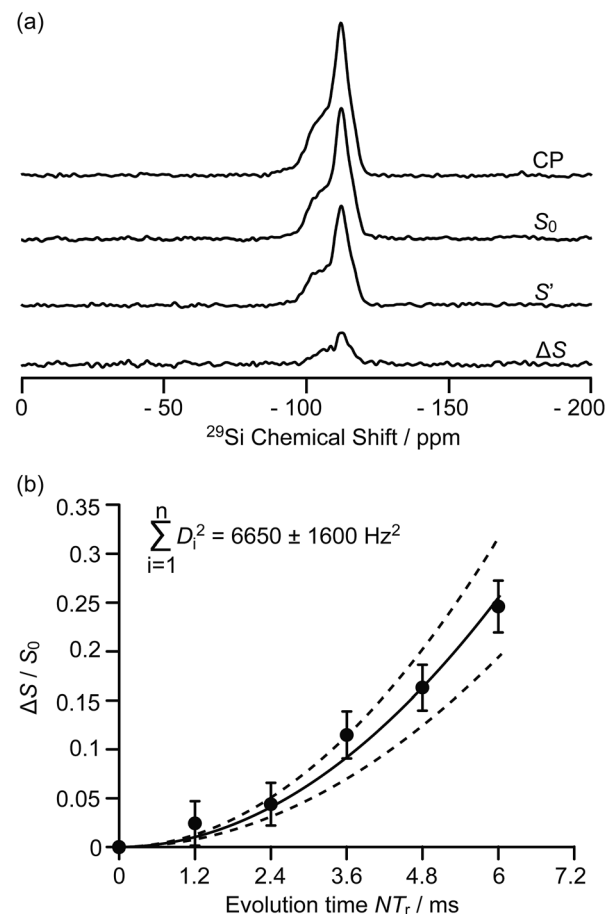 (a)
CP
S₀
S'
ΔS
0 - 50 - 100 - 150 - 200
²⁹Si Chemical Shift / ppm
(b)
n
∑ Dᵢ² = 6650 ± 1600 Hz²
i=1
0.35
0.3
0.25
0.2
0.15
0.1
0.05
0
ΔS / S₀
0 1.2 2.4 3.6 4.8 6 7.2
Evolution time NTᵣ / ms